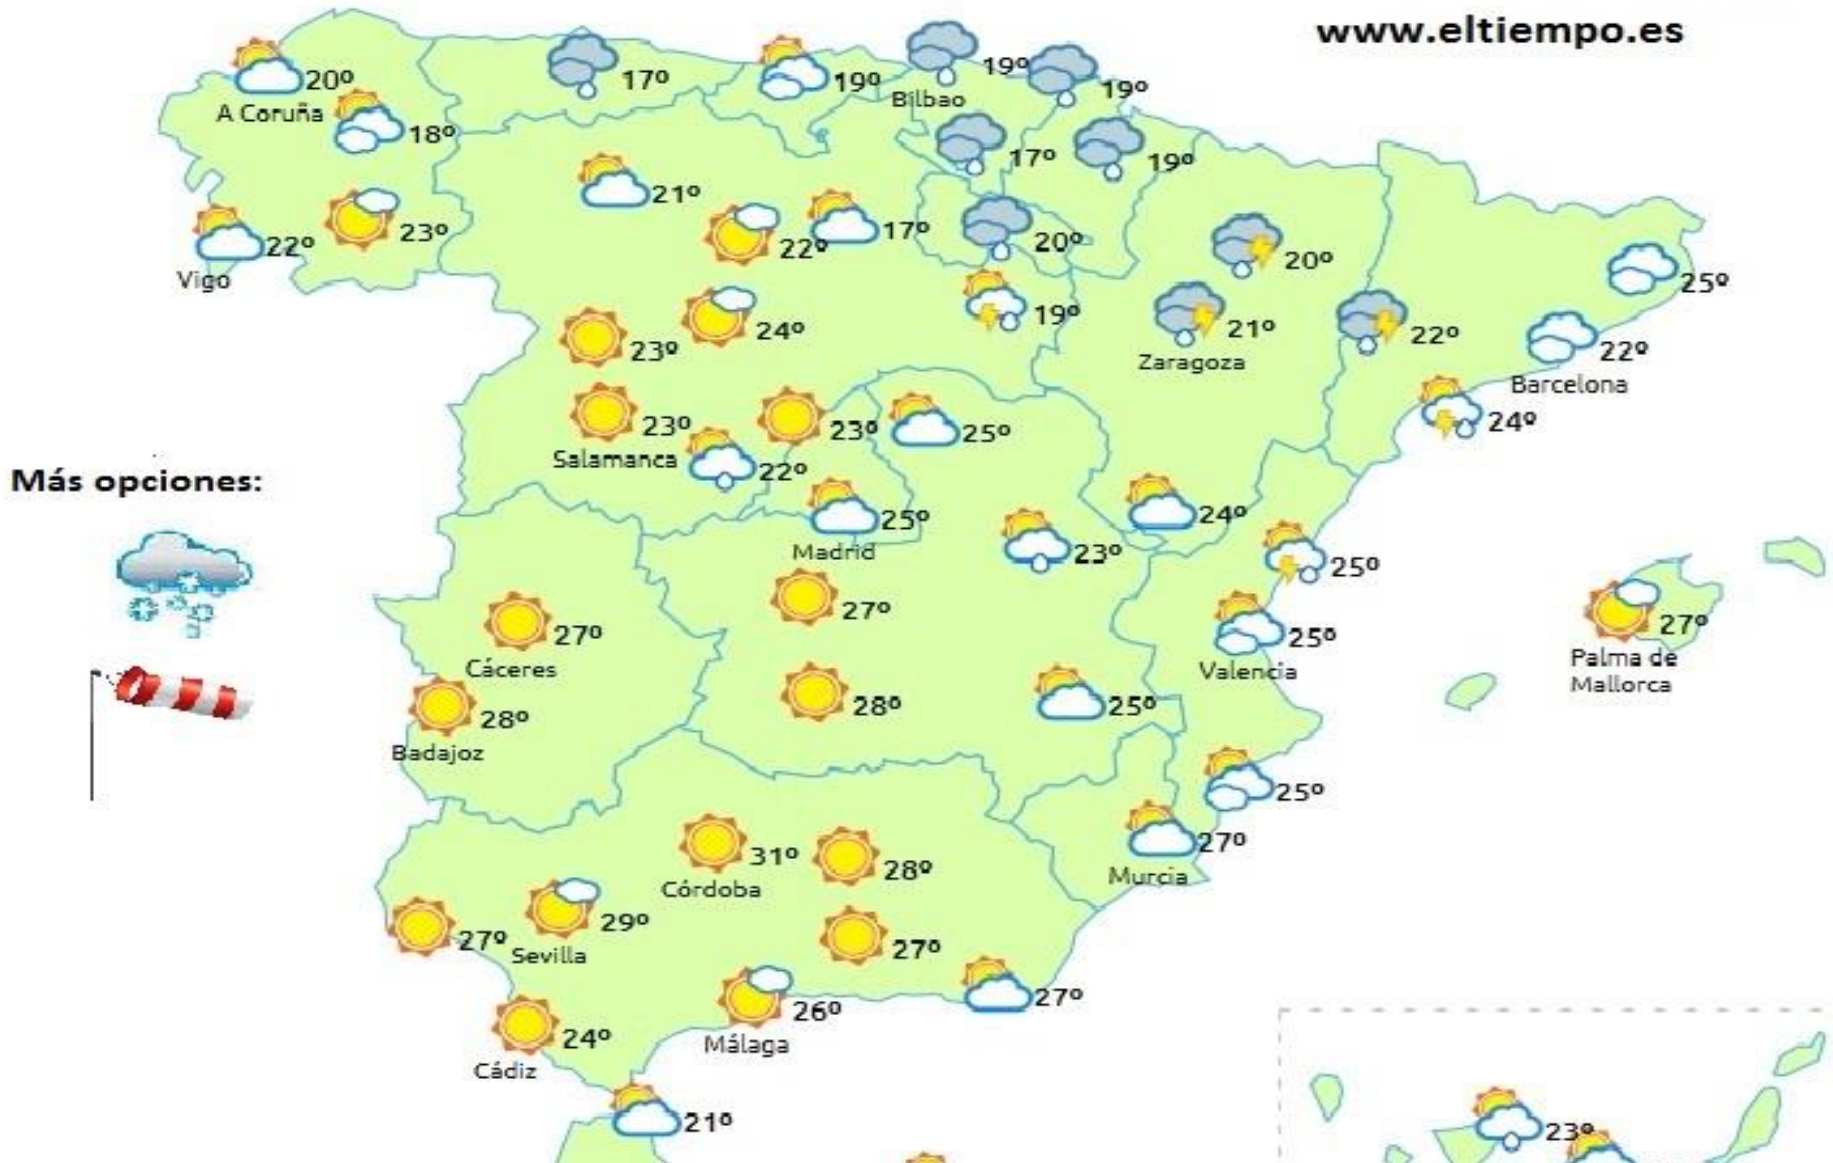 www.eltiempo.es
20º
17º
19º
19º
19º
A Coruña
Bilbao
18º
17º
19º
21º
22º
23º
22º
17º
20º
20º
Vigo
25º
23º
24º
19º
21º
22º
22º
Zaragoza
Barcelona
23º
23º
25º
24º
Salamanca
22º
Más opciones:
25º
24º
Madrid
23º
25º
27º
27º
25º
27º
Cáceres
Valencia
Palma de
Mallorca
28º
28º
25º
Badajoz
25º
31º
28º
27º
Córdoba
Murcia
27º
29º
27º
Sevilla
26º
27º
24º
Málaga
Cádiz
21º
23º